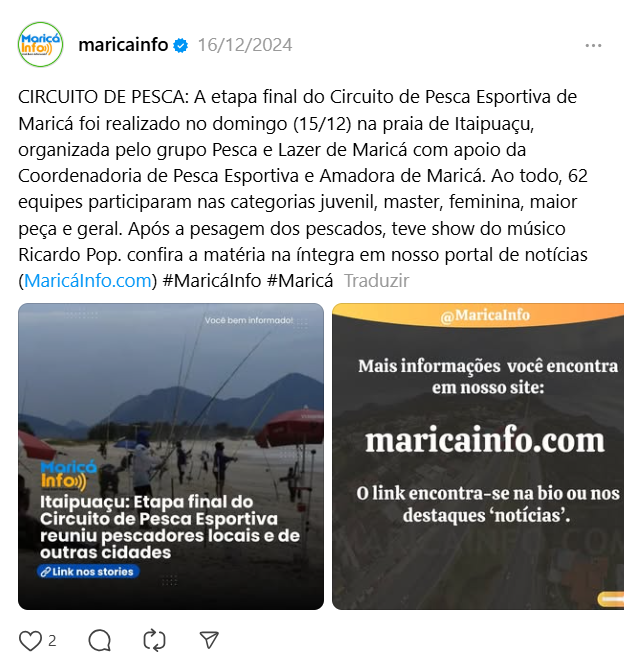 Maricá
Info
maricainfo 16/12/2024
CIRCUITO DE PESCA: A etapa final do Circuito de Pesca Esportiva de
Maricá foi realizado no domingo (15/12) na praia de Itaipuaçu,
organizada pelo grupo Pesca e Lazer de Maricá com apoio da
Coordenadoria de Pesca Esportiva e Amadora de Maricá. Ao todo, 62
equipes participaram nas categorias juvenil, master, feminina, maior
peça e geral. Após a pesagem dos pescados, teve show do músico
Ricardo Pop. confira a matéria na íntegra em nosso portal de notícias
(MaricáInfo.com) #MaricáInfo #Maricá Traduzir
Você bem informado!
Maricá
Info
Itaipuaçu: Etapa final do
Circuito de Pesca Esportiva
reuniu pescadores locais e de
outras cidades
Link nos stories
@MaricaInfo
Mais informações você encontra
em nosso site:
maricainfo.com
O link encontra-se na bio ou nos
destaques ‘notícias’.
MARICAINFO.COM
2